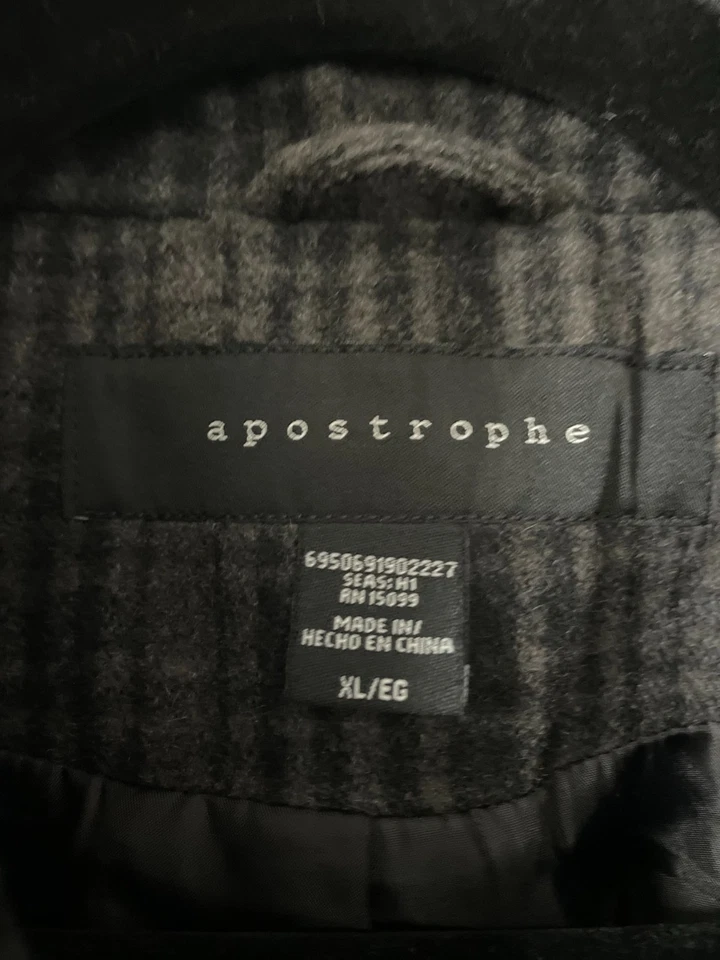 apostrophe
6950691902227
SEAS: H1
RN 15099
MADE IN/
HECHO EN CHINA
XL/EG